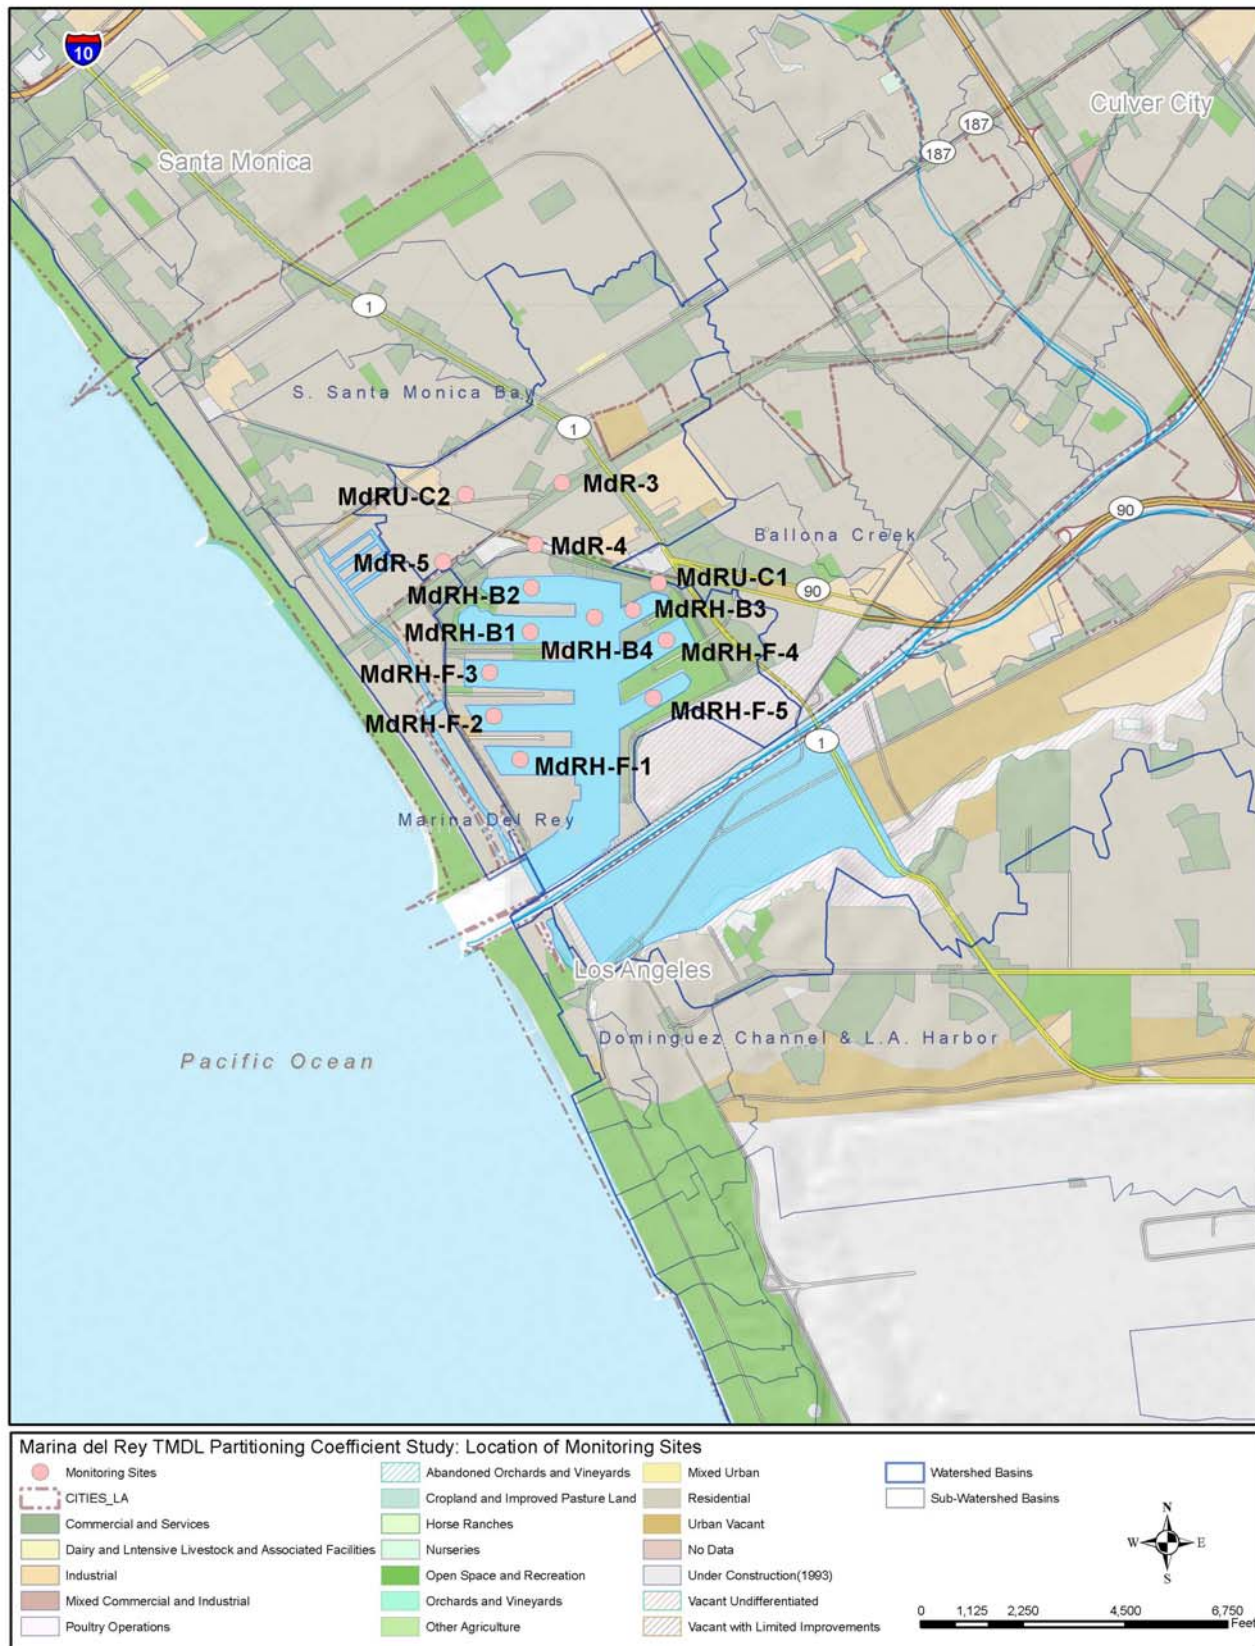 10
Culver City
187
187
Santa Monica
1
S. Santa Monica Bay
1
MdR-3
MdRU-C2
90
Ballona Creek
MdR-4
MdR-5
MdRU-C1
90
MdRH-B2
MdRH-B3
MdRH-B1
MdRH-B4
MdRH-F-4
MdRH-F-3
MdRH-F-5
MdRH-F-2
1
MdRH-F-1
Marina Del Rey
Los Angeles
Dominguez Channel & L.A. Harbor
Pacific Ocean
Marina del Rey TMDL Partitioning Coefficient Study: Location of Monitoring Sites
Monitoring Sites
CITIES_LA
Commercial and Services
Dairy and Lntensive Livestock and Associated Facilities
Industrial
Mixed Commercial and Industrial
Poultry Operations
Abandoned Orchards and Vineyards
Cropland and Improved Pasture Land
Horse Ranches
Nurseries
Open Space and Recreation
Orchards and Vineyards
Other Agriculture
Mixed Urban
Residential
Urban Vacant
No Data
Under Construction(1993)
Vacant Undifferentiated
Vacant with Limited Improvements
Watershed Basins
Sub-Watershed Basins
N
W E
S
0 1,125 2,250 4,500 6,750
Feet